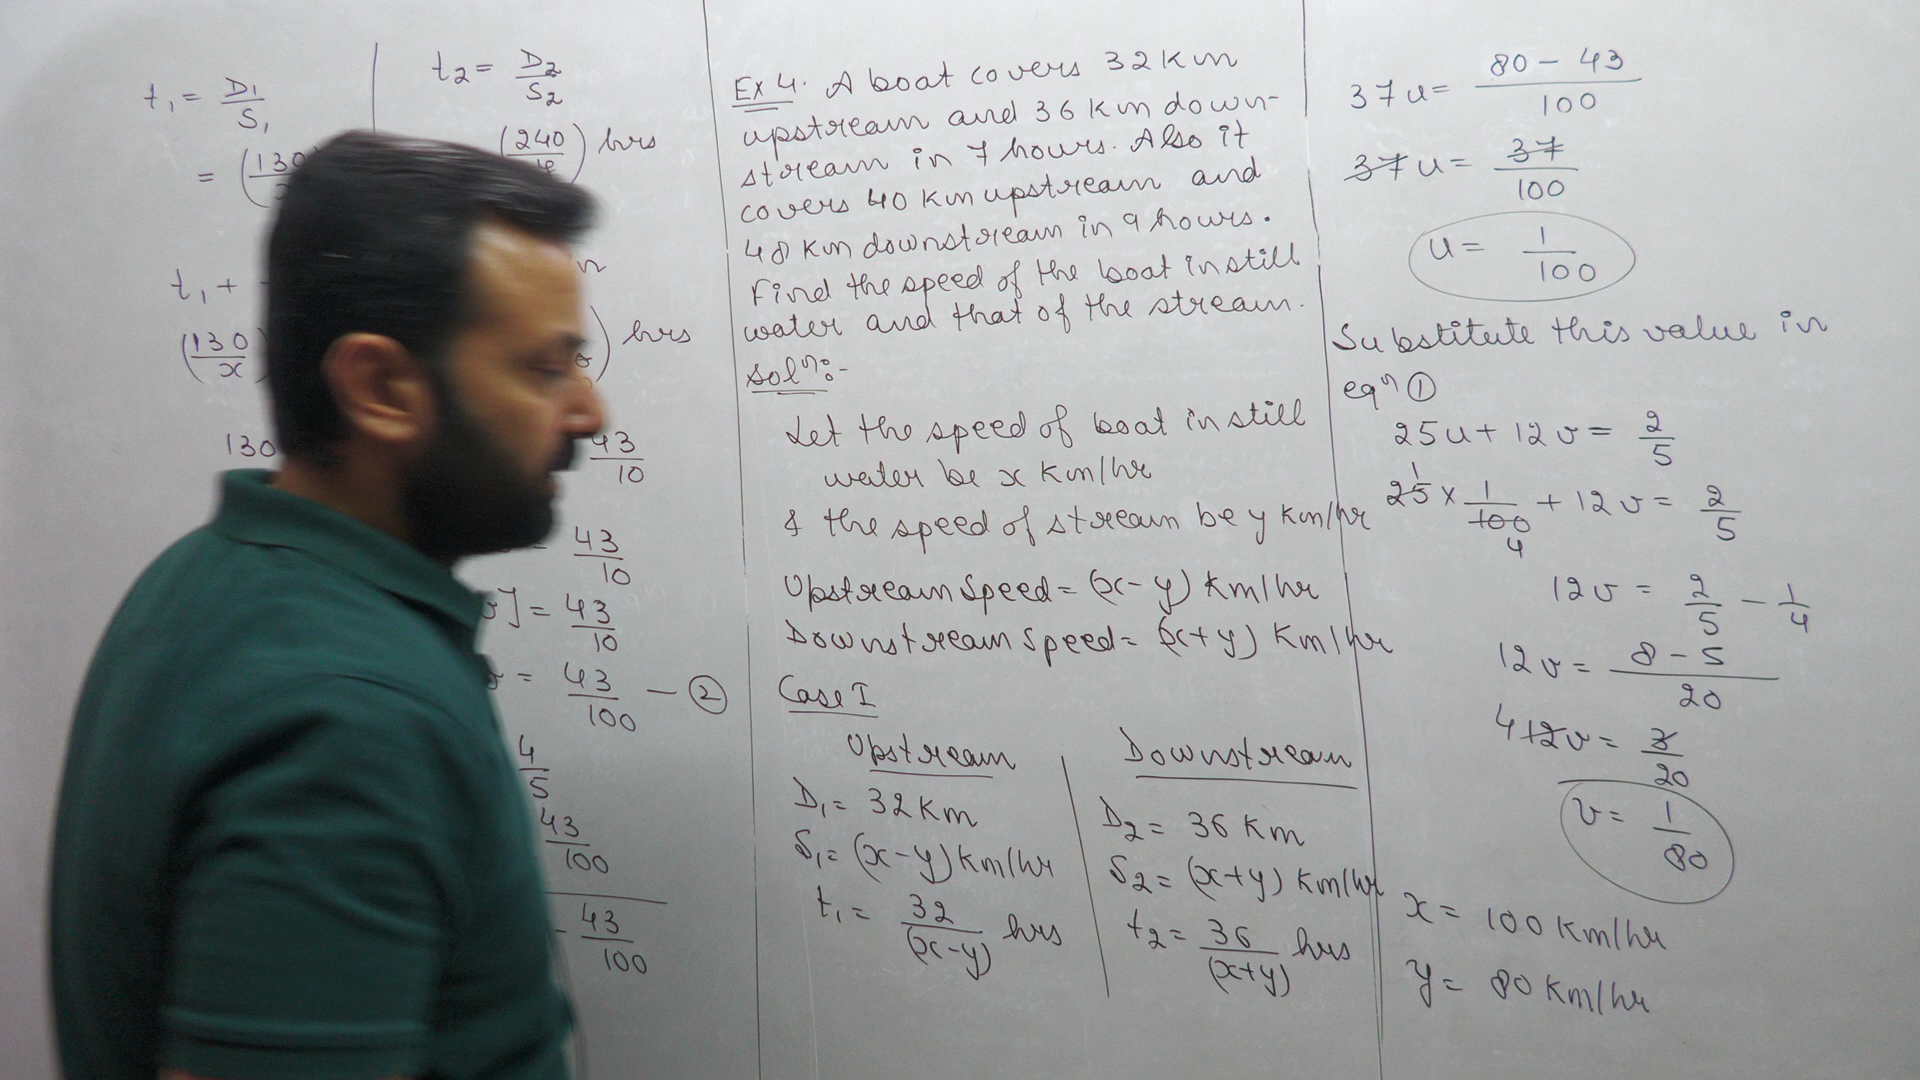 t₁ = D₁/S₁
= (130
t₁ +
(130/x
130
t₂ = D₂/S₂
(240/ ) hrs
) hrs
43/10
= 43/10
v] = 43/10
v = 43/100 — ②
4/5
43/100
- 43/100
Ex 4. A boat covers 32 Km
upstream and 36 Km down-
stream in 7 hours. Also it
covers 40 Km upstream and
48 Km downstream in 9 hours.
Find the speed of the boat in still
water and that of the stream.
Solⁿ:-
Let the speed of boat in still
water be x Km/hr
& the speed of stream be y Km/hr
Upstream Speed = (x-y) Km/hr
Downstream Speed = (x+y) Km/hr
Case I
Upstream
D₁ = 32 Km
S₁ = (x-y) Km/hr
t₁ = 32/(x-y) hrs
Downstream
D₂ = 36 Km
S₂ = (x+y) Km/hr
t₂ = 36/(x+y) hrs
37u = (80 - 43)/100
37u = 37/100
u = 1/100
Substitute this value in
eqⁿ ①
25u + 12v = 2/5
1
25 × 1/100 + 12v = 2/5
4
12v = 2/5 - 1/4
12v = (8 - 5)/20
4 12v = 3/20
v = 1/80
x = 100 Km/hr
y = 80 Km/hr